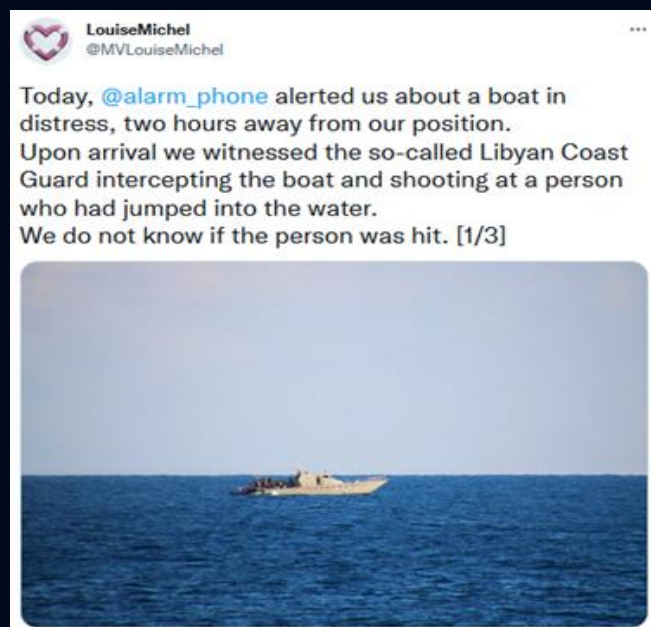 LouiseMichel
@MVLouiseMichel
Today, @alarm_phone alerted us about a boat in
distress, two hours away from our position.
Upon arrival we witnessed the so-called Libyan Coast
Guard intercepting the boat and shooting at a person
who had jumped into the water.
We do not know if the person was hit. [1/3]